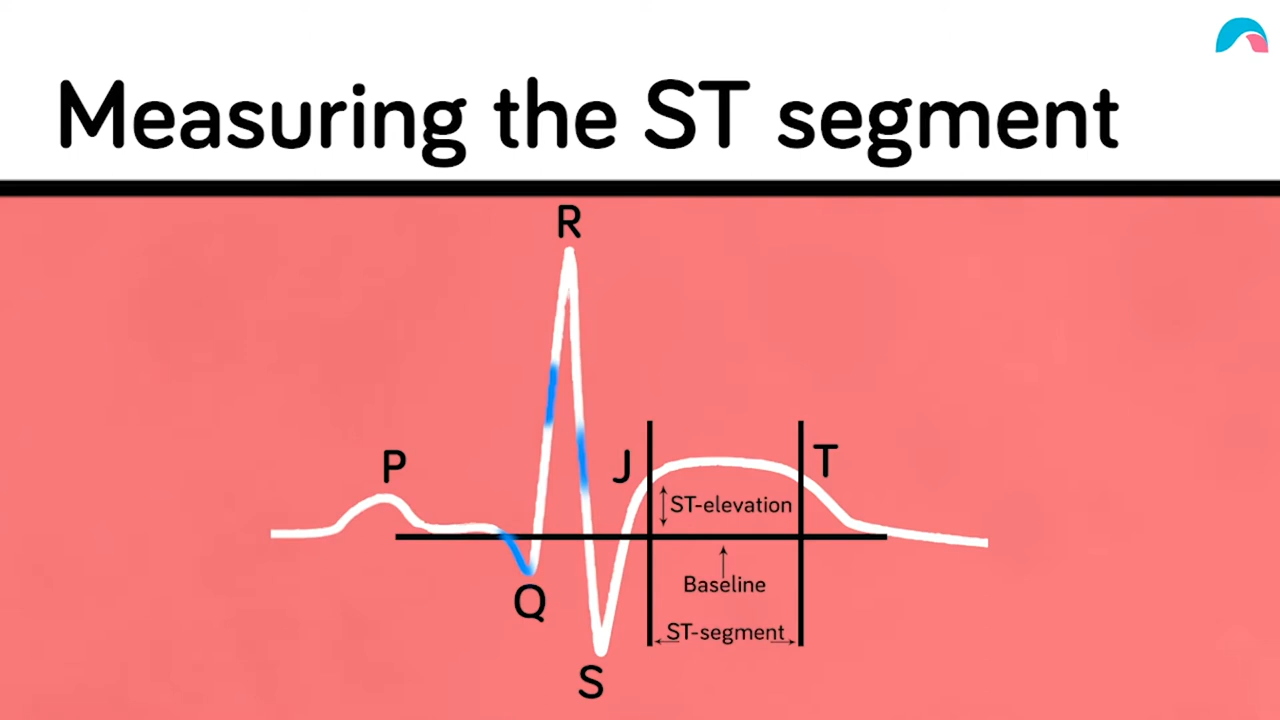 Measuring the ST segment
R
P
J
T
ST-elevation
Baseline
Q
ST-segment
S